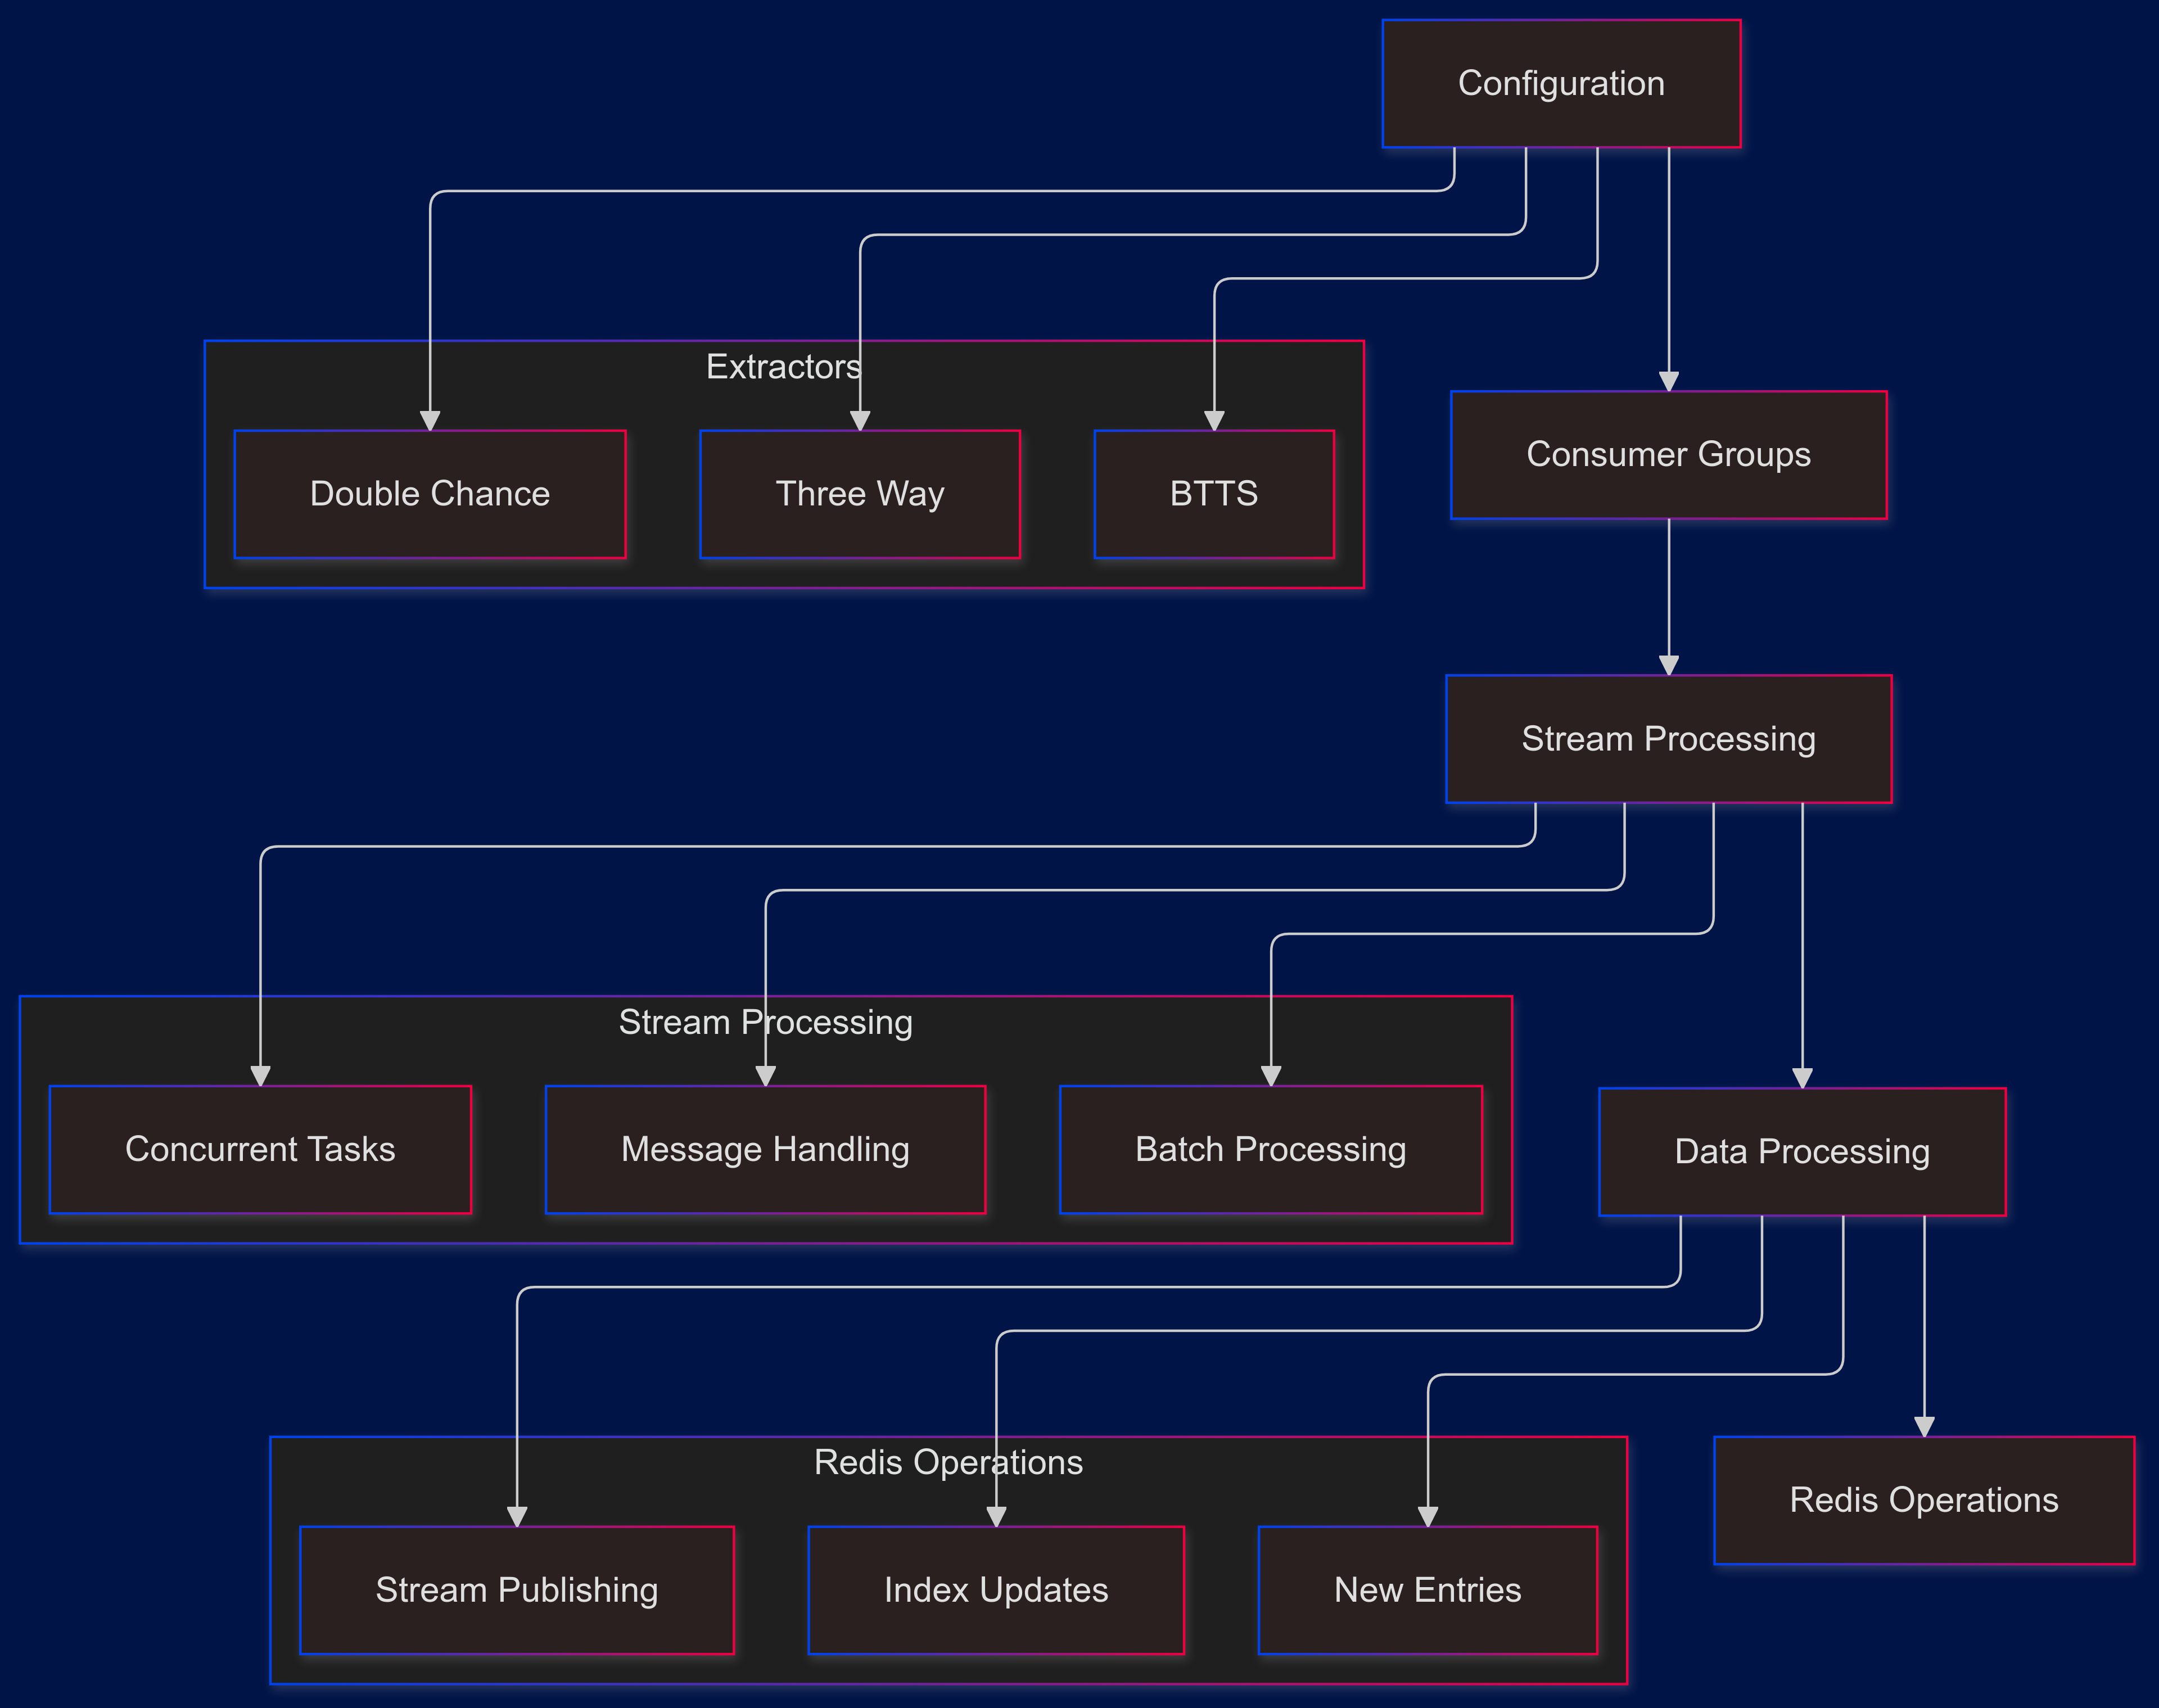 Configuration
Extractors
Double Chance
Three Way
BTTS
Consumer Groups
Stream Processing
Stream Processing
Concurrent Tasks
Message Handling
Batch Processing
Data Processing
Redis Operations
Stream Publishing
Index Updates
New Entries
Redis Operations